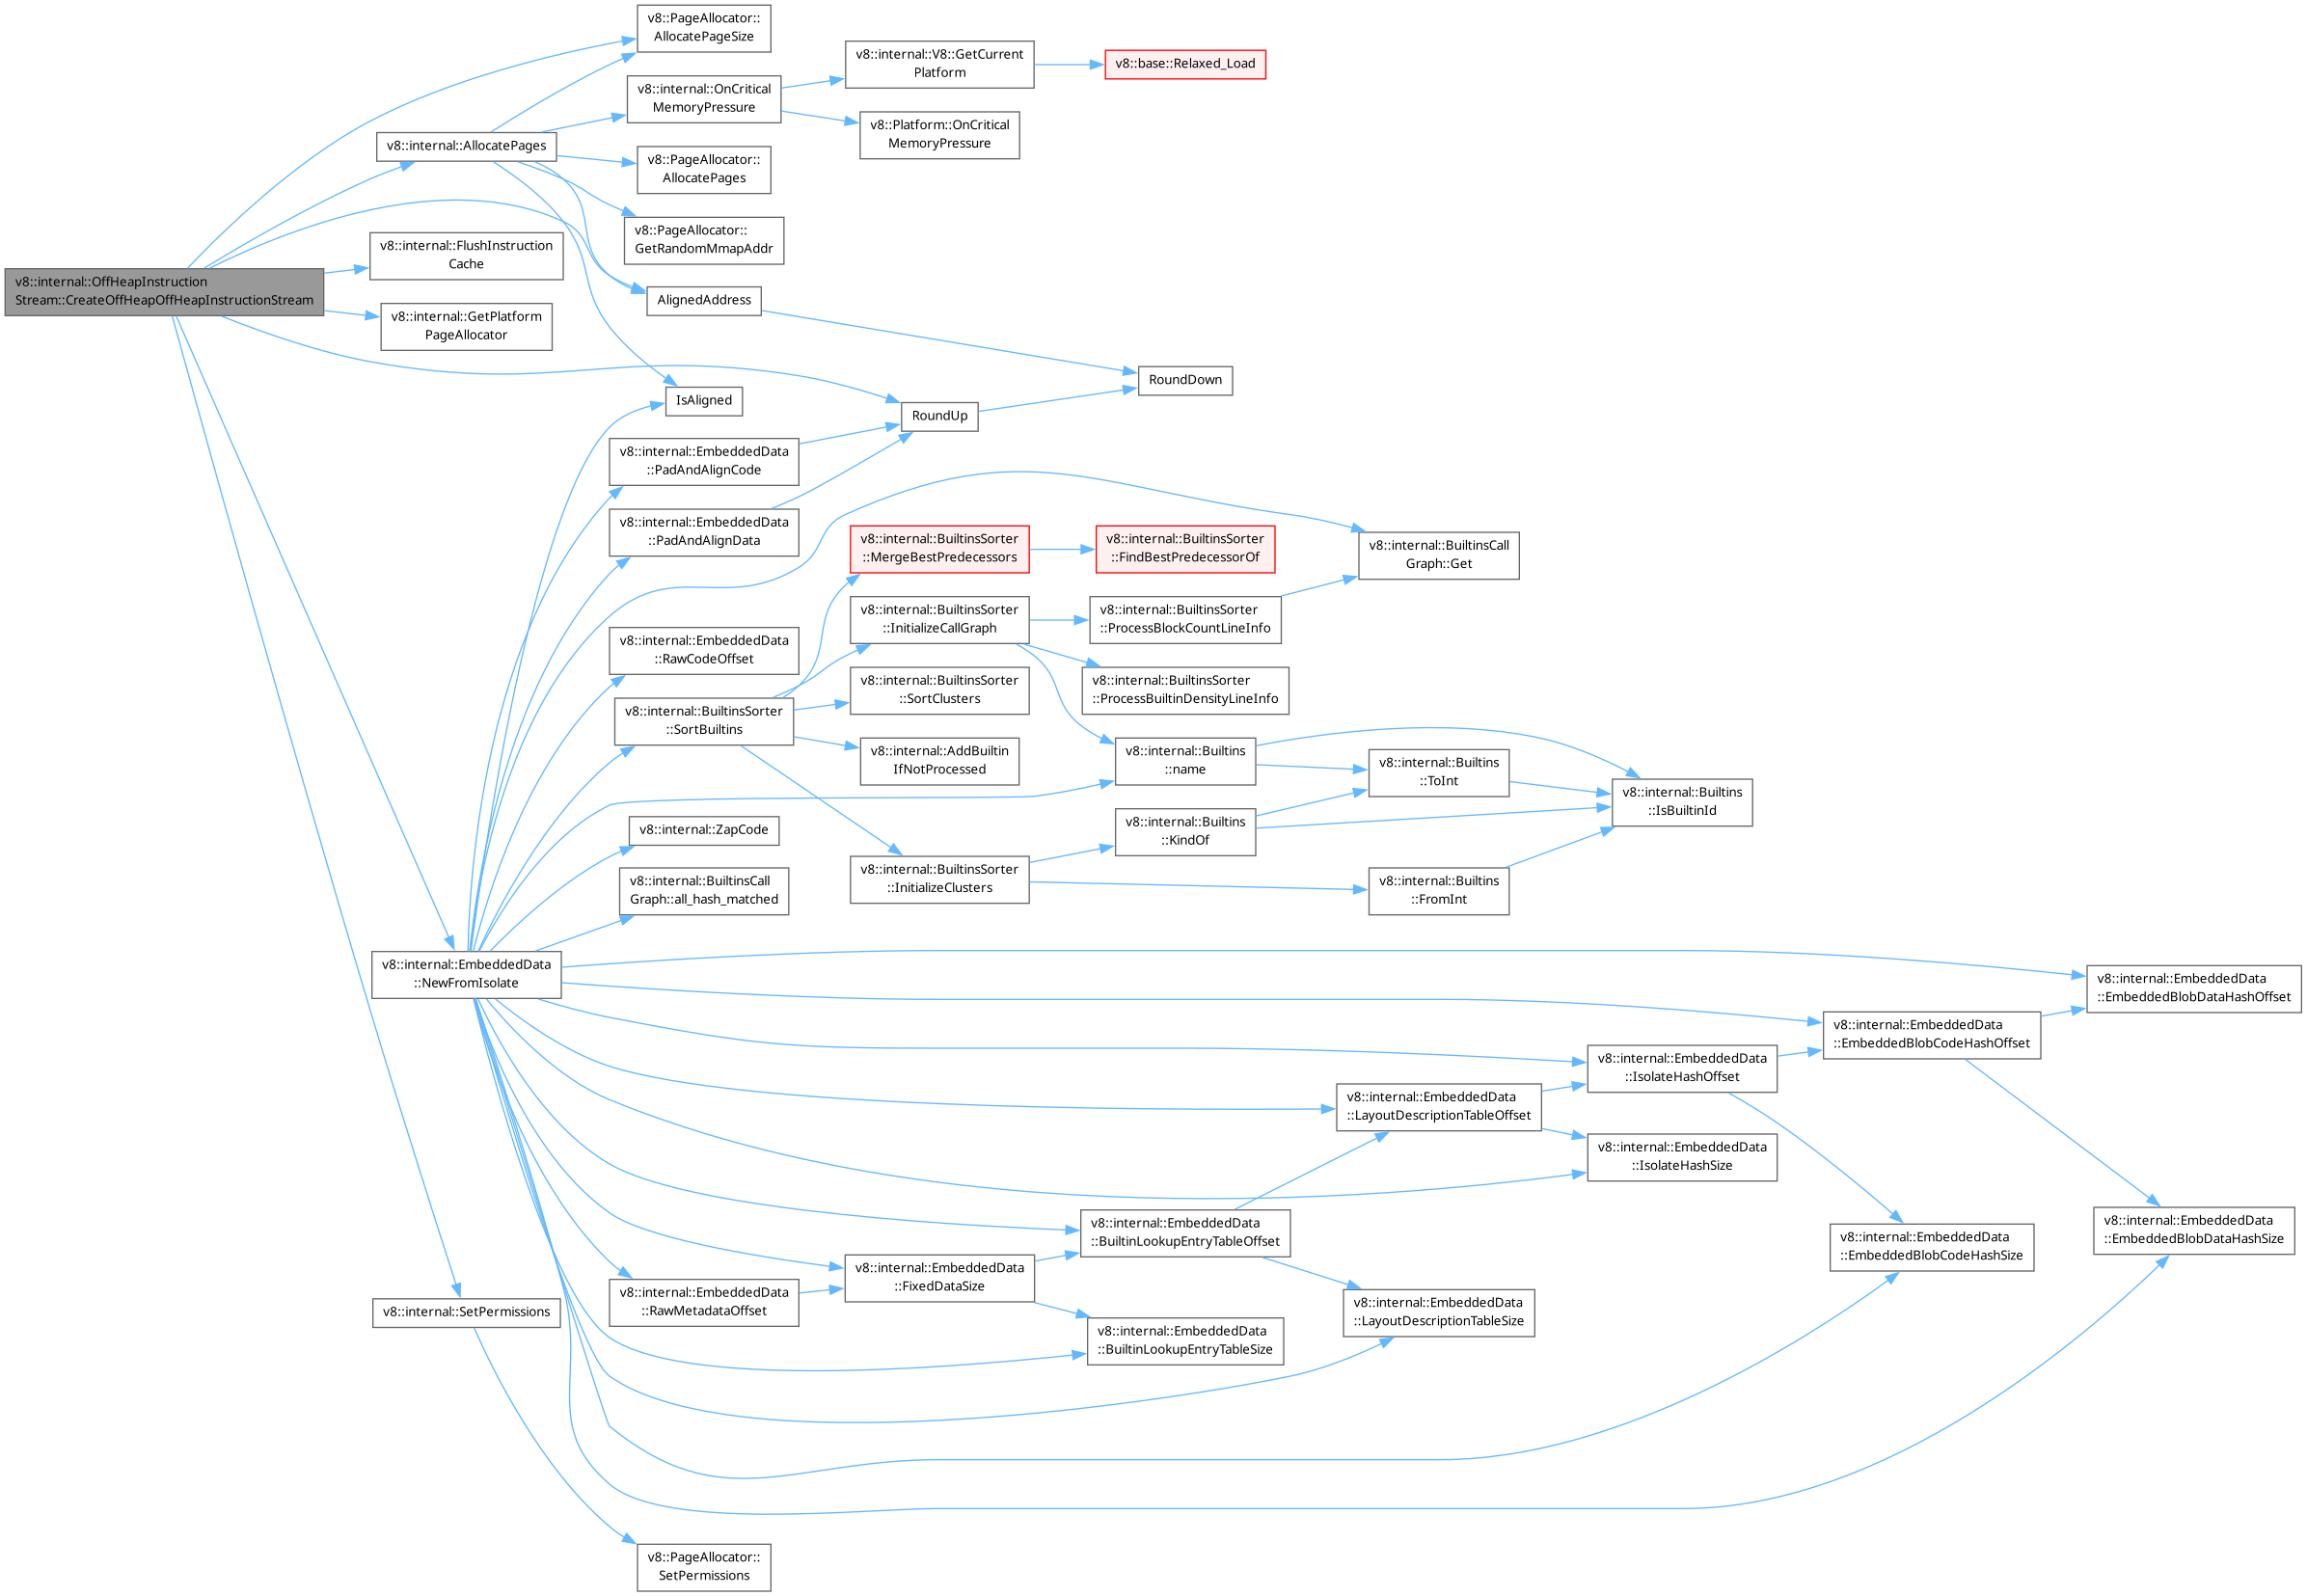 v8::PageAllocator::
AllocatePageSize
v8::internal::V8::GetCurrent
Platform
v8::base::Relaxed_Load
v8::internal::OnCritical
MemoryPressure
v8::Platform::OnCritical
MemoryPressure
v8::internal::AllocatePages
v8::PageAllocator::
AllocatePages
v8::PageAllocator::
GetRandomMmapAddr
v8::internal::FlushInstruction
Cache
v8::internal::OffHeapInstruction
Stream::CreateOffHeapOffHeapInstructionStream
AlignedAddress
v8::internal::GetPlatform
PageAllocator
RoundDown
IsAligned
RoundUp
v8::internal::EmbeddedData
::PadAndAlignCode
v8::internal::EmbeddedData
::PadAndAlignData
v8::internal::BuiltinsSorter
::MergeBestPredecessors
v8::internal::BuiltinsSorter
::FindBestPredecessorOf
v8::internal::BuiltinsCall
Graph::Get
v8::internal::BuiltinsSorter
::InitializeCallGraph
v8::internal::BuiltinsSorter
::ProcessBlockCountLineInfo
v8::internal::EmbeddedData
::RawCodeOffset
v8::internal::BuiltinsSorter
::SortClusters
v8::internal::BuiltinsSorter
::ProcessBuiltinDensityLineInfo
v8::internal::BuiltinsSorter
::SortBuiltins
v8::internal::AddBuiltin
IfNotProcessed
v8::internal::Builtins
::name
v8::internal::Builtins
::ToInt
v8::internal::Builtins
::IsBuiltinId
v8::internal::ZapCode
v8::internal::Builtins
::KindOf
v8::internal::BuiltinsCall
Graph::all_hash_matched
v8::internal::BuiltinsSorter
::InitializeClusters
v8::internal::Builtins
::FromInt
v8::internal::EmbeddedData
::NewFromIsolate
v8::internal::EmbeddedData
::EmbeddedBlobDataHashOffset
v8::internal::EmbeddedData
::EmbeddedBlobCodeHashOffset
v8::internal::EmbeddedData
::IsolateHashOffset
v8::internal::EmbeddedData
::LayoutDescriptionTableOffset
v8::internal::EmbeddedData
::IsolateHashSize
v8::internal::EmbeddedData
::BuiltinLookupEntryTableOffset
v8::internal::EmbeddedData
::EmbeddedBlobDataHashSize
v8::internal::EmbeddedData
::EmbeddedBlobCodeHashSize
v8::internal::EmbeddedData
::FixedDataSize
v8::internal::EmbeddedData
::RawMetadataOffset
v8::internal::EmbeddedData
::LayoutDescriptionTableSize
v8::internal::SetPermissions
v8::internal::EmbeddedData
::BuiltinLookupEntryTableSize
v8::PageAllocator::
SetPermissions